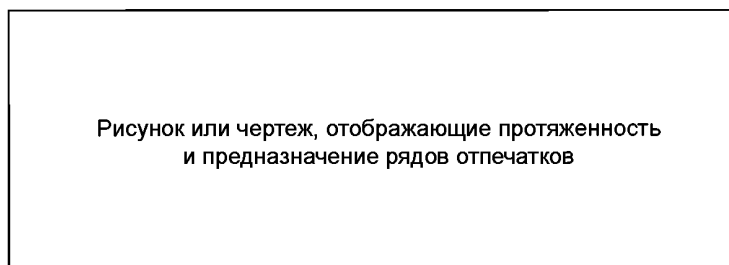 Рисунок или чертеж, отображающие протяженность
и предназначение рядов отпечатков